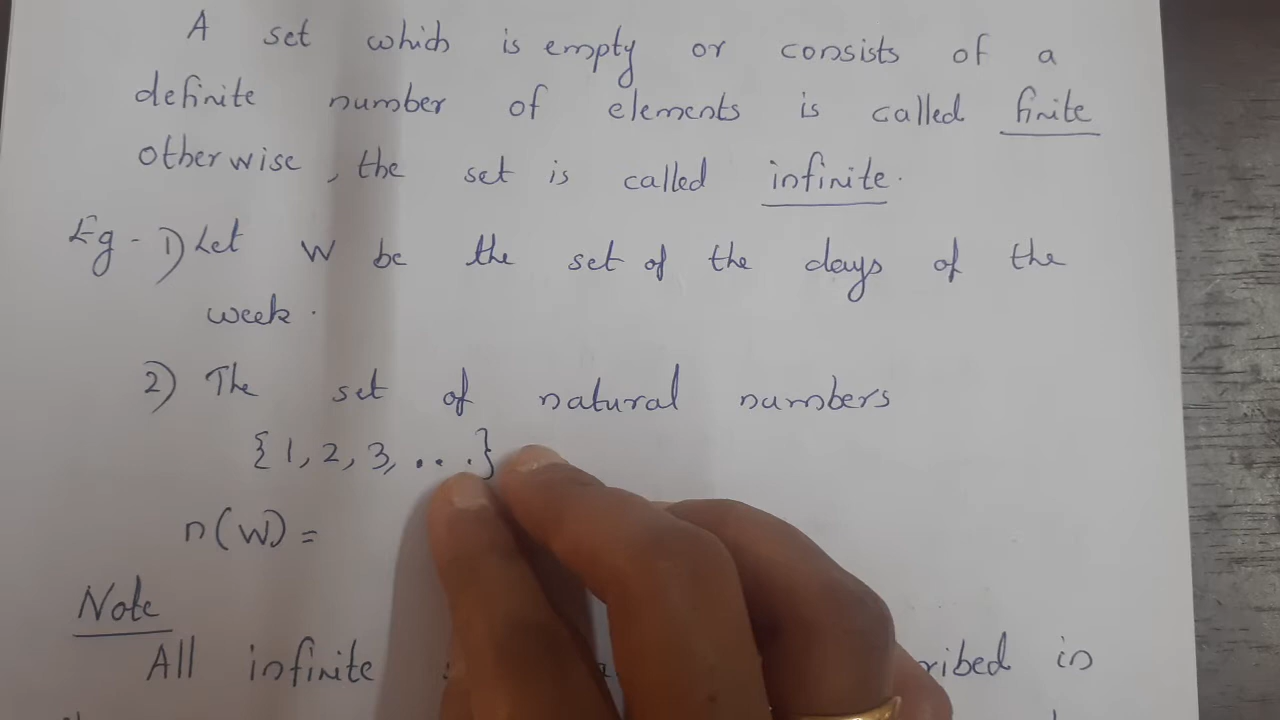 A set which is empty or consists of a
definite number of elements is called finite
otherwise, the set is called infinite.
Eg - 1) Let W be the set of the days of the
week.
2) The set of natural numbers
{1, 2, 3, ....}
n(W) =
Note
All infinite in